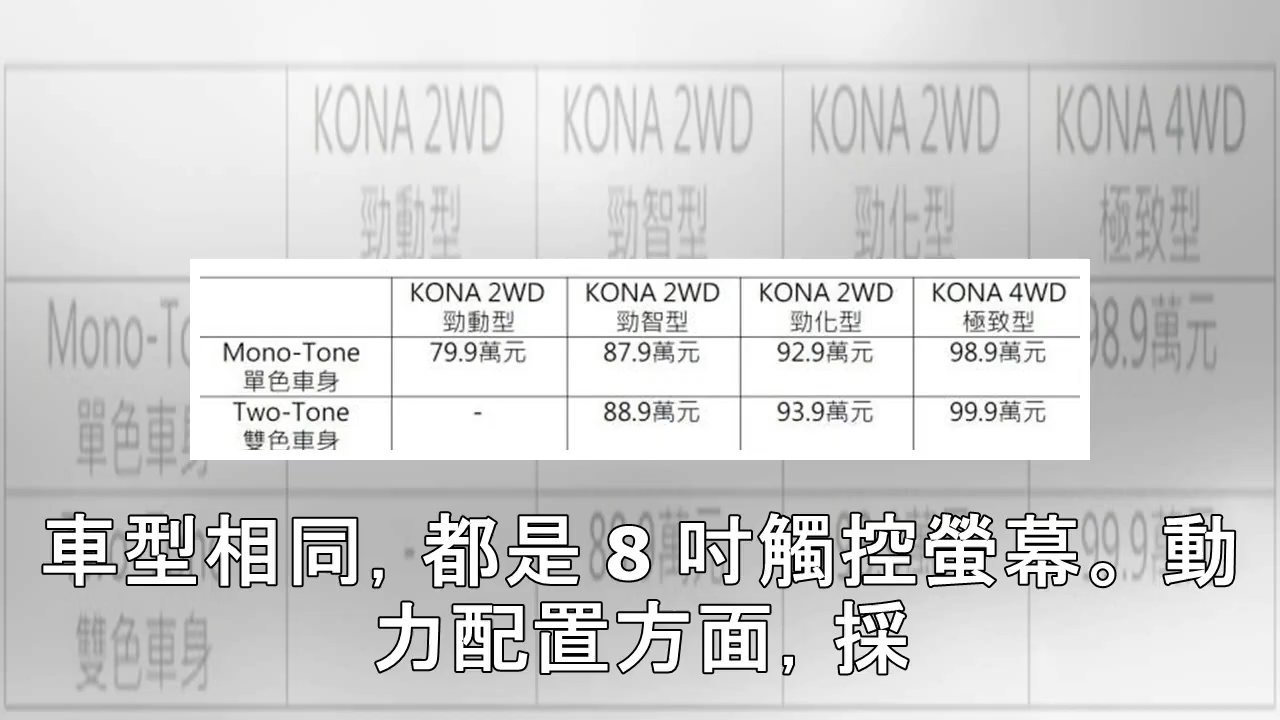 KONA 2WD KONA 2WD KONA 2WD KONA 4WD
勁動型 勁智型 勁化型 極致型
Mono-Tone 79.9萬元 87.9萬元 92.9萬元 98.9萬元
單色車身
Two-Tone - 88.9萬元 93.9萬元 99.9萬元
雙色車身
車型相同, 都是 8 吋觸控螢幕。動
力配置方面, 採